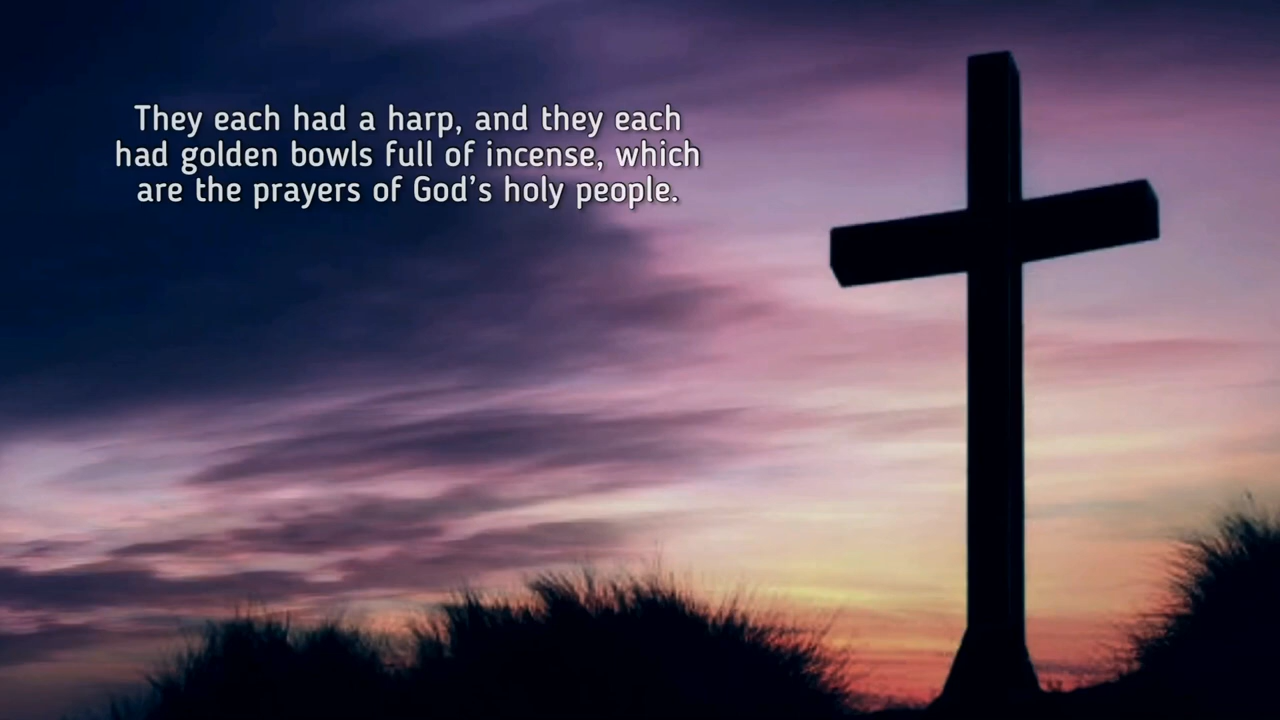 They each had a harp, and they each
had golden bowls full of incense, which
are the prayers of God’s holy people.